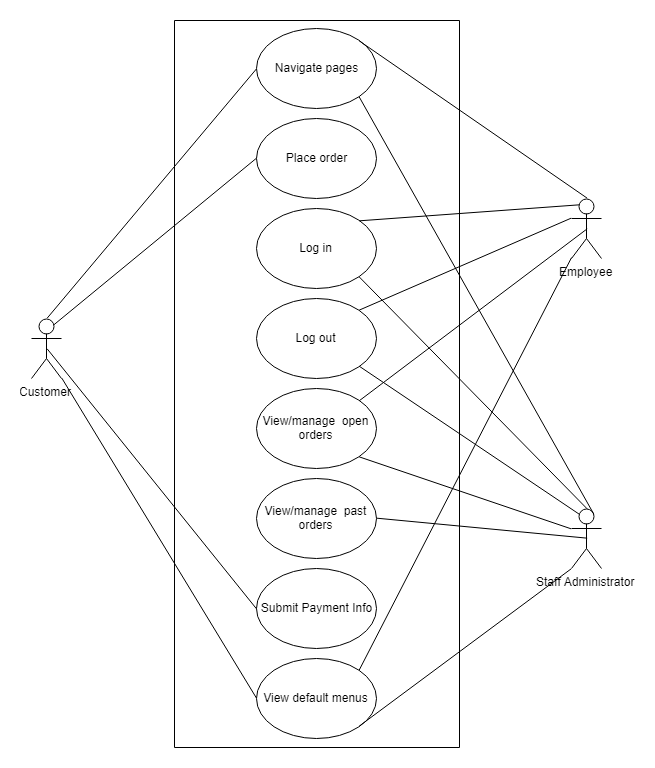 Navigate pages
Place order
Log in
Employee
Log out
Customer
View/manage open
orders
View/manage past
orders
Staff Administrator
Submit Payment Info
View default menus